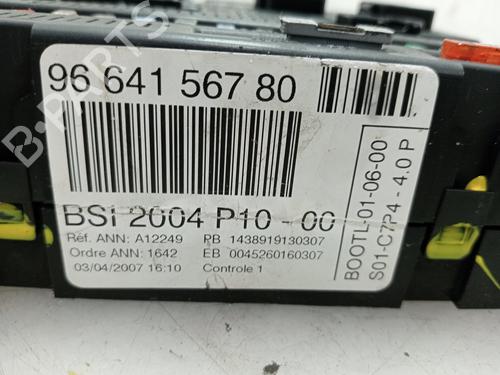 96 641 567 80
BSI 2004 P10 - 00
Réf. ANN: A12249 PB 1438919130307
Ordre ANN: 1642 EB 0045260160307
03/04/2007 16:10 Controle 1
BOOTL-01-06-00
S01-C7P4 - 4.0 P
B-PARTS